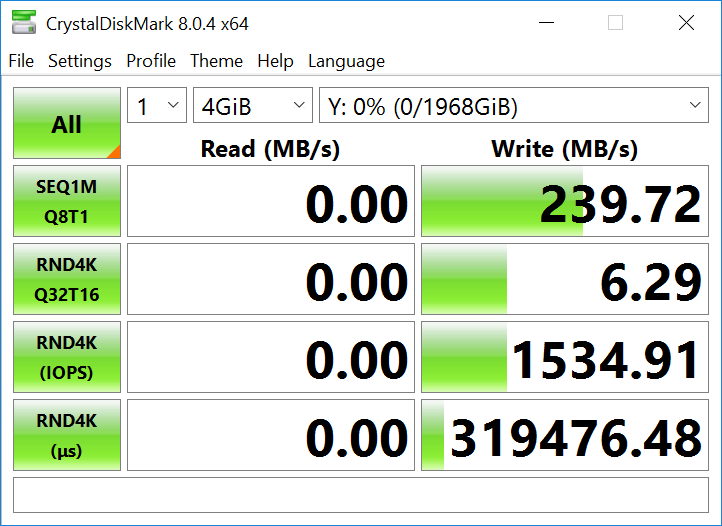 CrystalDiskMark 8.0.4 x64
File Settings Profile Theme Help Language
All 1 4GiB Y: 0% (0/1968GiB)
Read (MB/s) Write (MB/s)
SEQ1M
Q8T1
0.00 239.72
RND4K
Q32T16
0.00 6.29
RND4K
(IOPS)
0.00 1534.91
RND4K
(μs)
0.00 319476.48